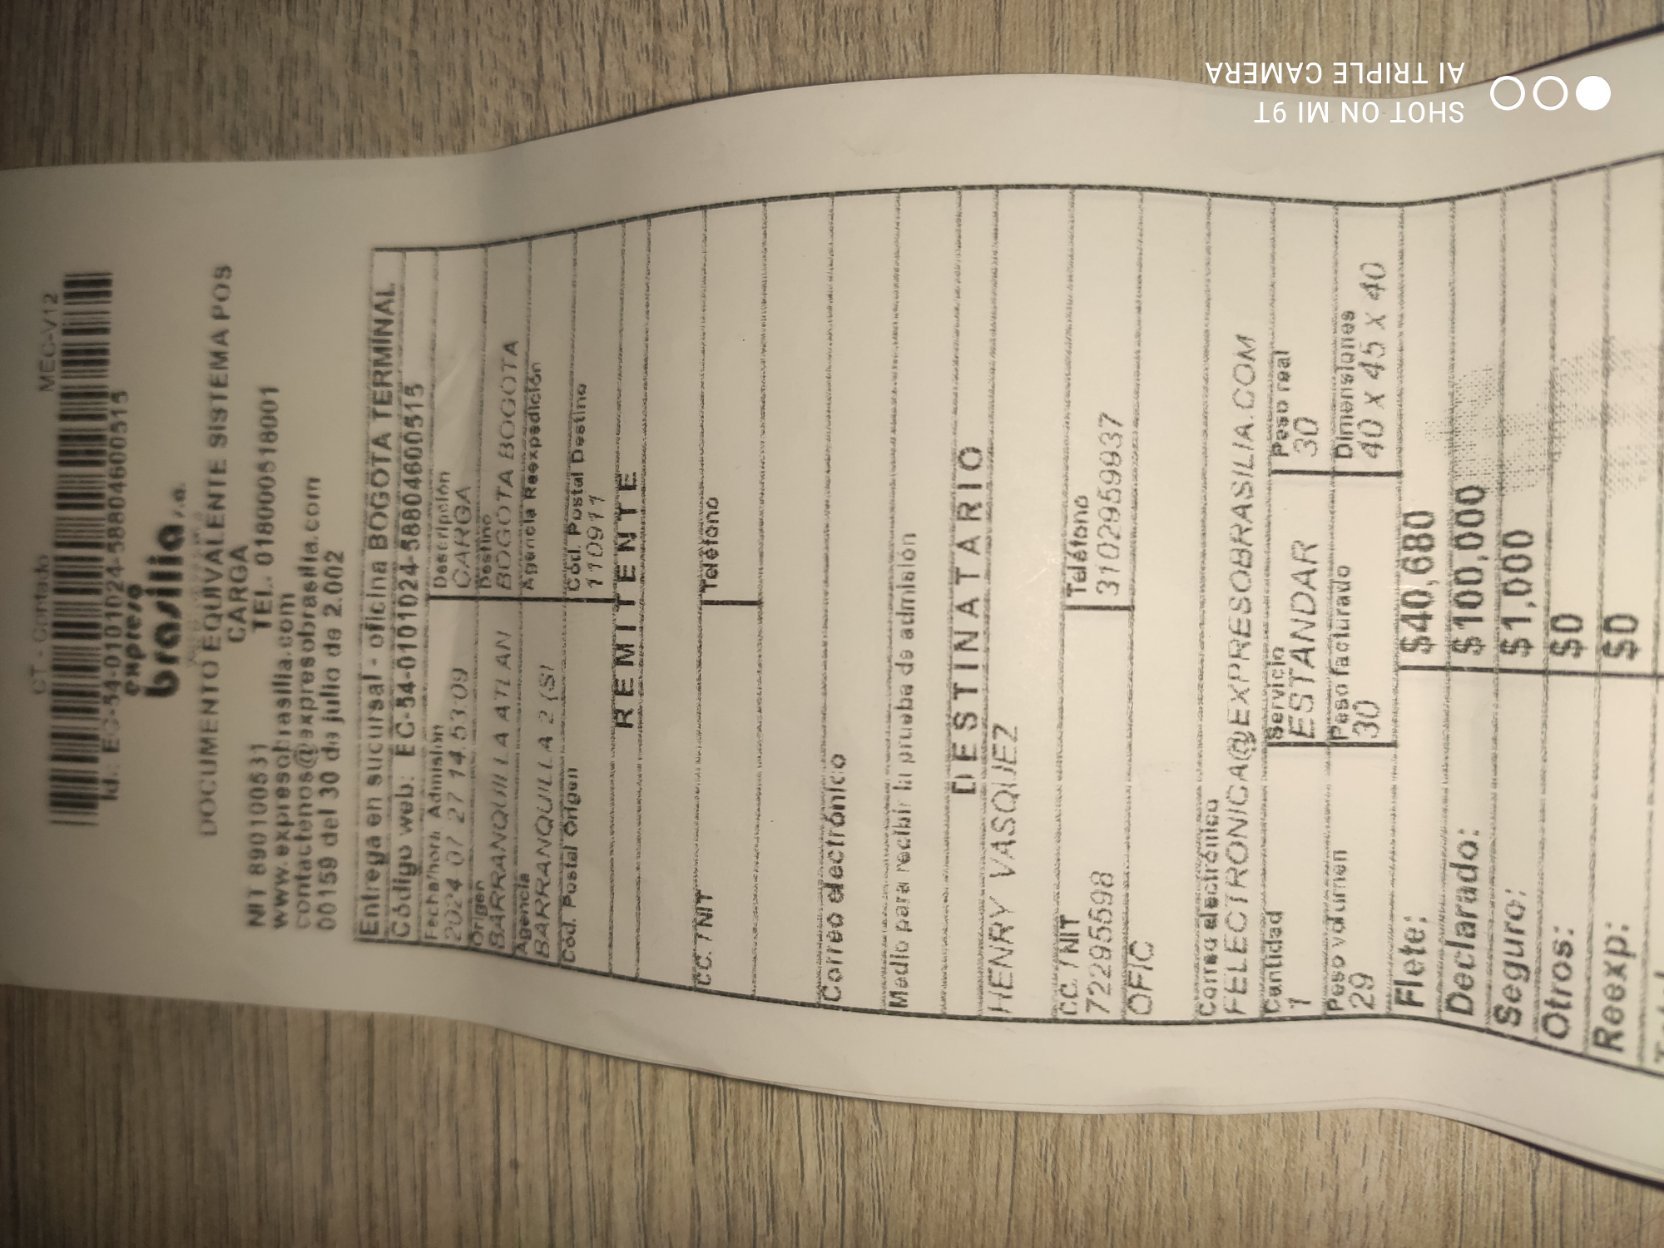 CT - Contado MEC-V12
Id.: EC-54-01101024-5880460515
expreso
brasilia s.a.
DOCUMENTO EQUIVALENTE SISTEMA POS
CARGA
NIT 890100531 TEL. 018000518001
www.expresobrasilia.com
contactenos@expresobrasilia.com
00159 del 30 de julio de 2.002
Entrega en sucursal - oficina BOGOTA TERMINAL
Código web: EC-54-01101024-5880460515
Fecha/hora Admisión Descripción
2024 07 27 14:53:09 CARGA
Origen Destino
BARRANQUILLA ATLAN BOGOTA BOGOTA
Agencia Agencia Reexpedición
BARRANQUILLA 2 (SI
Cód. Postal Origen Cód. Postal Destino
110911
REMITENTE
CC. / NIT Teléfono
Correo electrónico
Medio para recibir la prueba de admisión
DESTINATARIO
HENRY VASQUEZ
CC. / NIT Teléfono
72295598 3102959937
OFIC
Correo electrónico
FELECTRONICA@EXPRESOBRASILIA.COM
Cantidad Servicio Peso real
1 ESTANDAR 30
Peso volumen Peso facturado Dimensiones
29 30 40 x 45 x 40
Flete: $40,680
Declarado: $100,000
Seguro: $1,000
Otros: $0
Reexp: $0
SHOT ON MI 9T
AI TRIPLE CAMERA